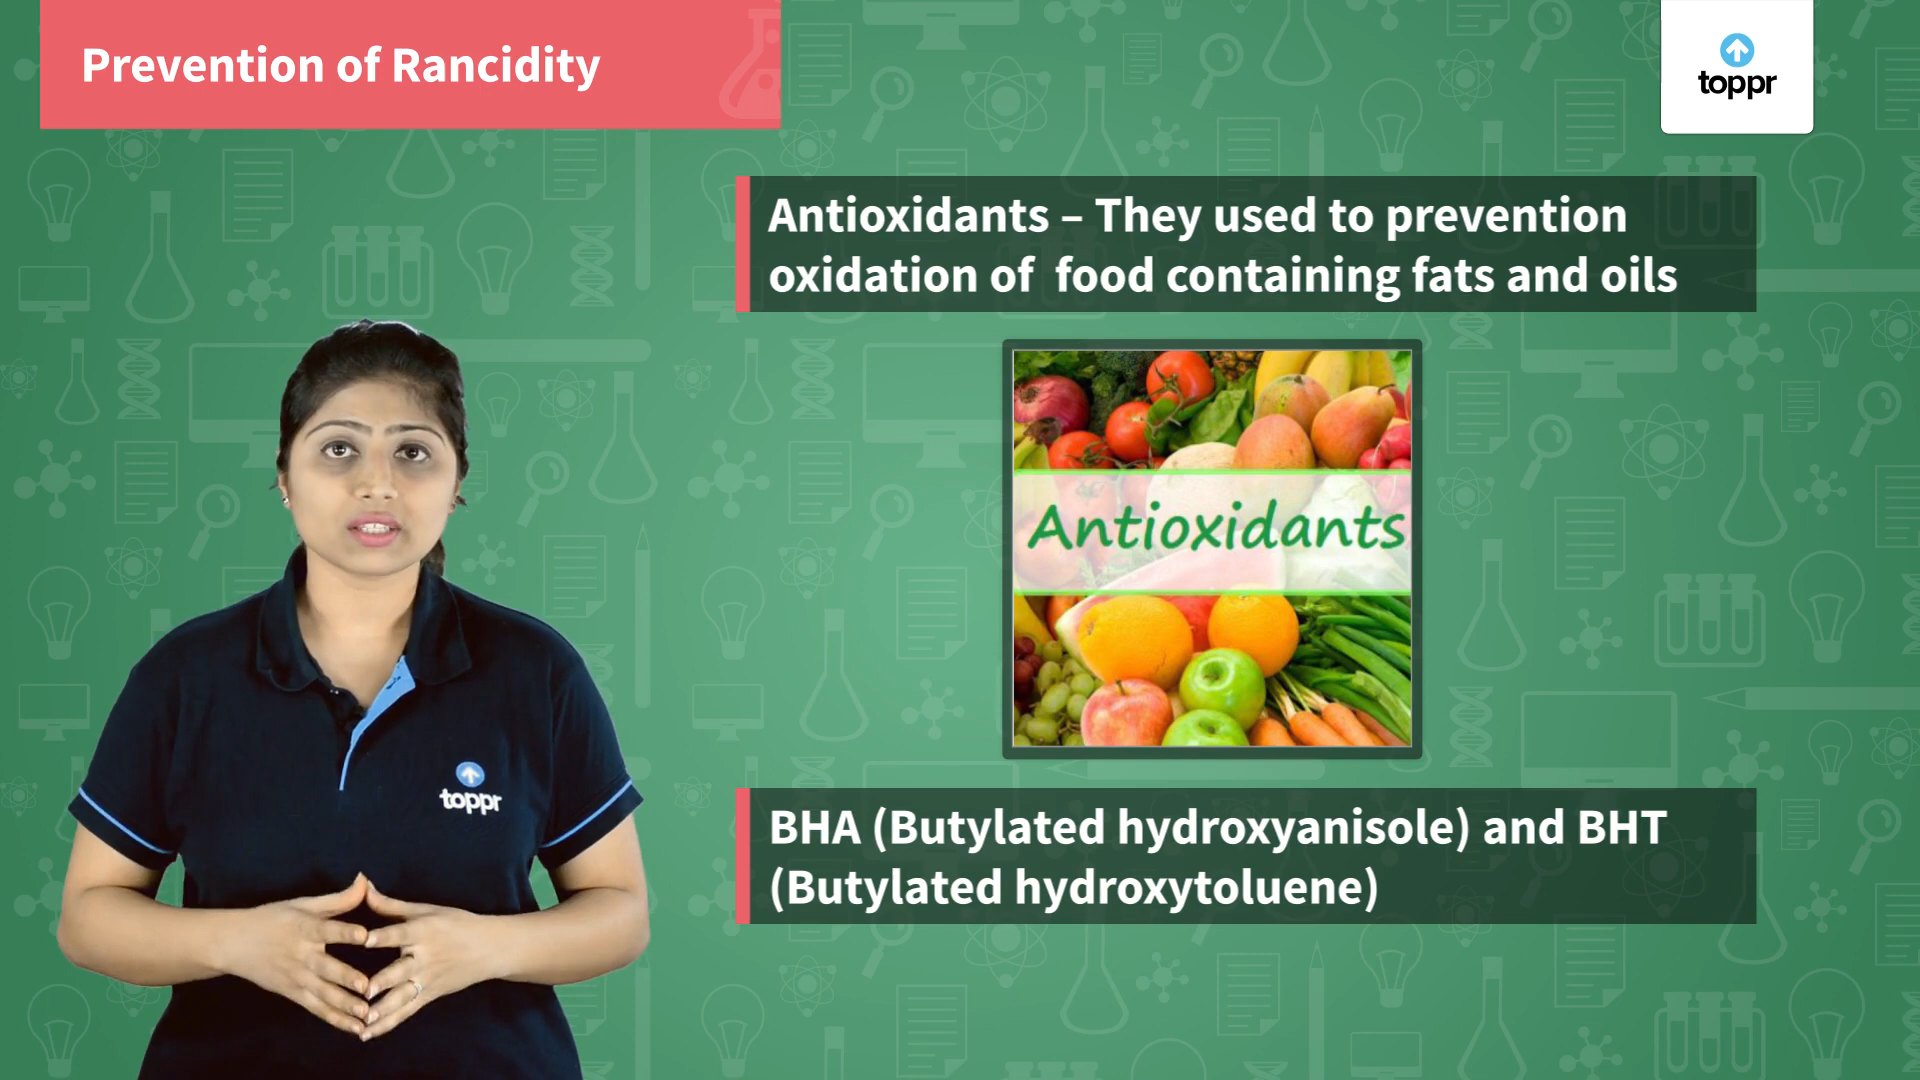 Prevention of Rancidity
toppr
Antioxidants – They used to prevention
oxidation of  food containing fats and oils
Antioxidants
toppr
BHA (Butylated hydroxyanisole) and BHT
(Butylated hydroxytoluene)